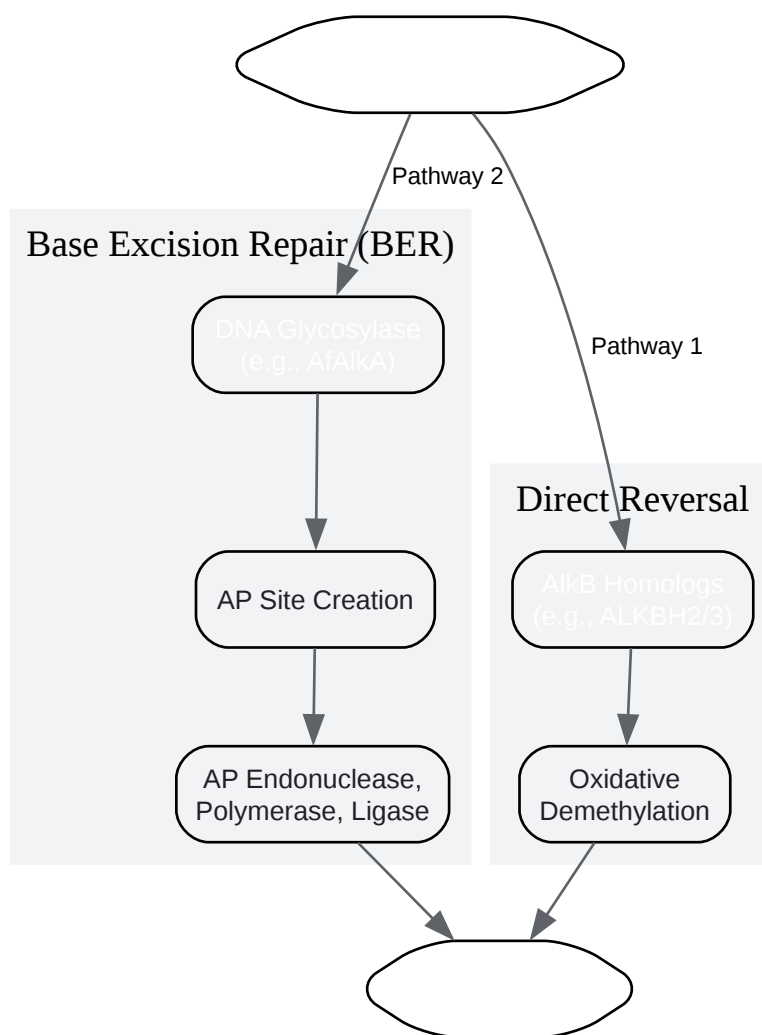 Pathway 2
Base Excision Repair (BER)
DNA Glycosylase
(e.g., AfAlkA)
Pathway 1
Direct Reversal
AP Site Creation
AlkB Homologs
(e.g., ALKBH2/3)
AP Endonuclease,
Polymerase, Ligase
Oxidative
Demethylation